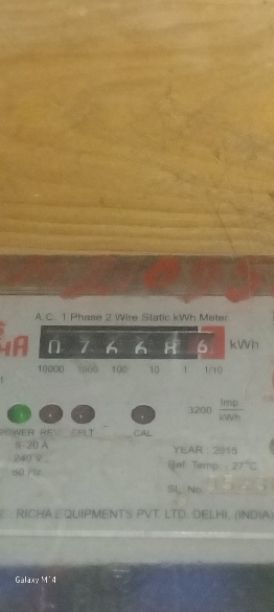 A.C. 1 Phase 2 Wire Static kWh Meter
076686 kWh
10000 1000 100 10 1 1/10
3200 Imp/kWh
POWER REV. E/FLT CAL
5-20 A
240 V
50 Hz
YEAR : 2015
Ref. Temp. : 27°C
SL. No.
RICHA EQUIPMENTS PVT. LTD. DELHI, (INDIA)
Galaxy M14